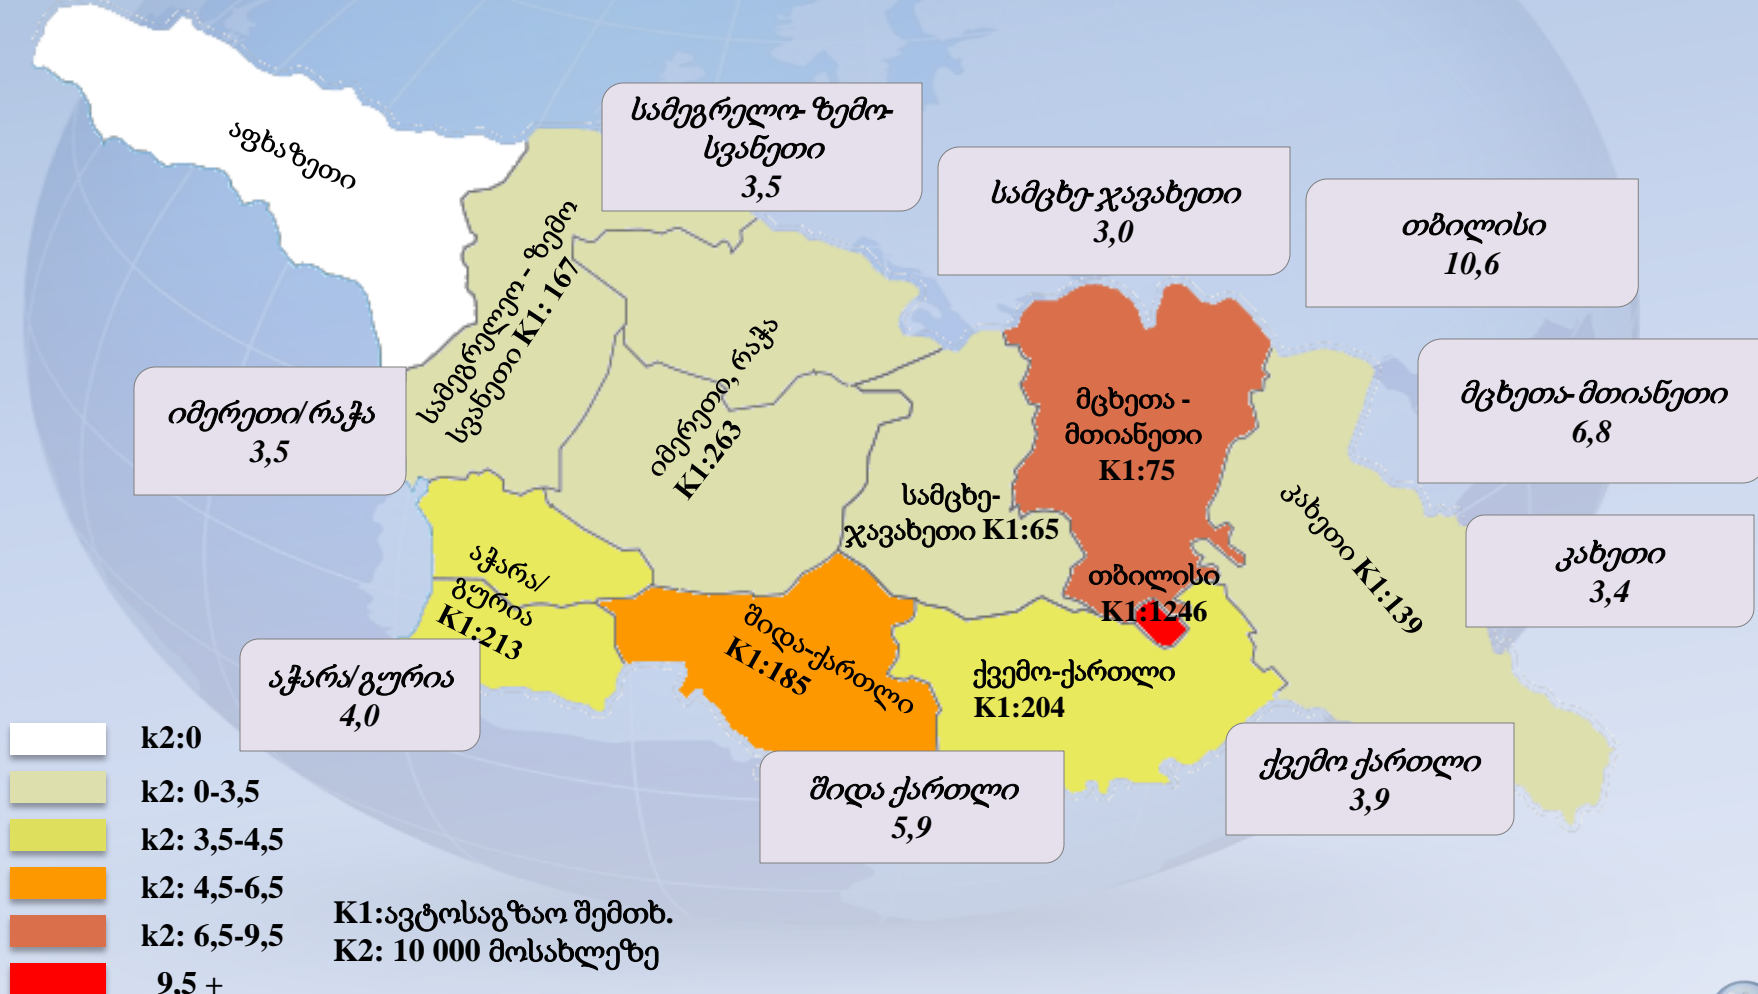 აფხაზეთი
სამეგრელო- ზემო-
სვანეთი
3,5
სამცხე-ჯავახეთი
3,0
თბილისი
10,6
სამეგრელეო - ზემო
სვანეთი K1: 167
იმერეთი/რაჭა
3,5
იმერეთი, რაჭა
K1:263
მცხეთა -
მთიანეთი
K1:75
მცხეთა-მთიანეთი
6,8
სამცხე-
ჯავახეთი K1:65
კახეთი K1:139
კახეთი
3,4
აჭარა/
გურია
K1:213
თბილისი
K1:1246
შიდა-ქართლი
K1:185
ქვემო-ქართლი
K1:204
აჭარა/გურია
4,0
შიდა ქართლი
5,9
ქვემო ქართლი
3,9
k2:0
k2: 0-3,5
k2: 3,5-4,5
k2: 4,5-6,5
k2: 6,5-9,5
9,5 +
K1:ავტოსაგზაო შემთხ.
K2: 10 000 მოსახლეზე